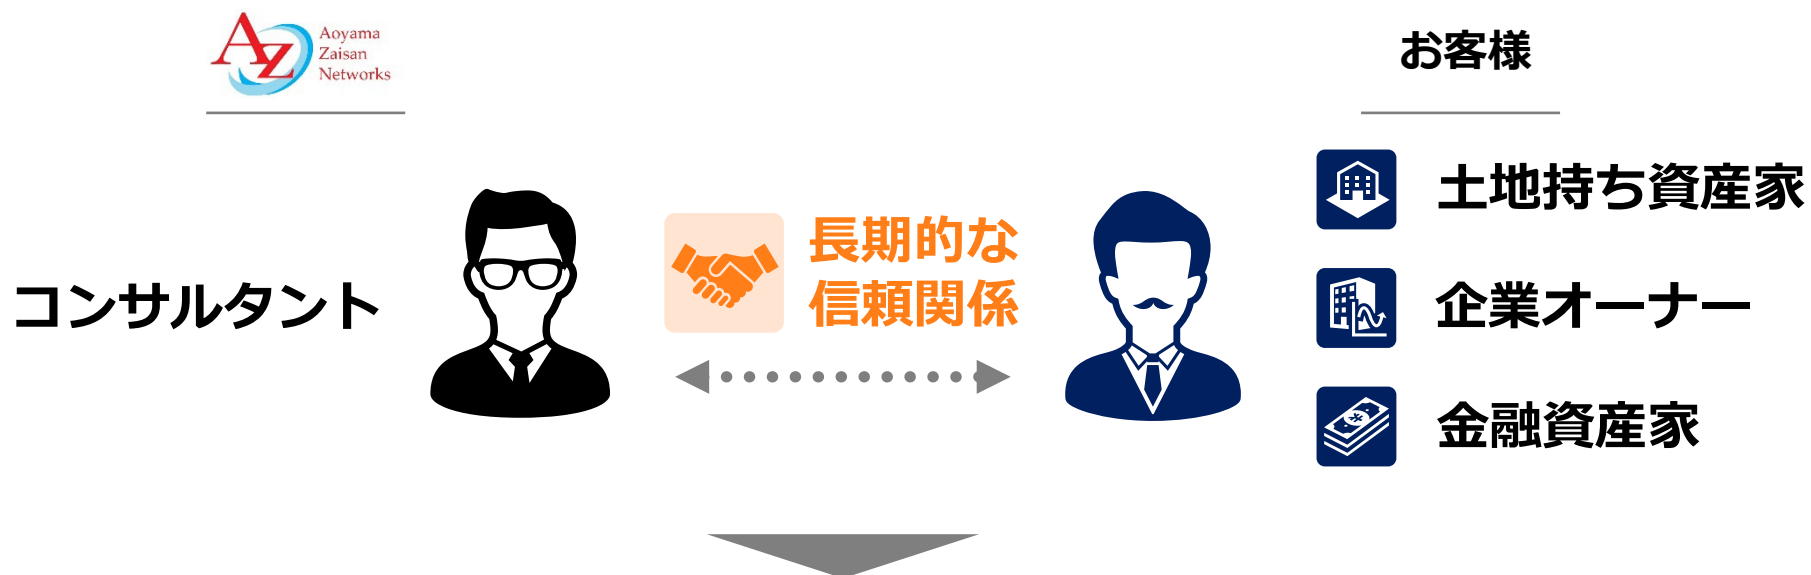 Aoyama
Zaisan
Networks
AZ
お客様
コンサルタント
長期的な
信頼関係
土地持ち資産家
企業オーナー
金融資産家